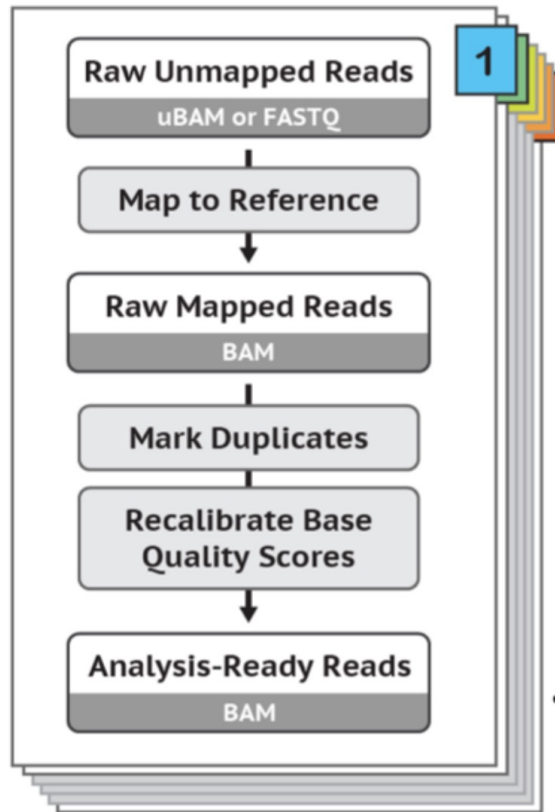 1
Raw Unmapped Reads
uBAM or FASTQ
Map to Reference
Raw Mapped Reads
BAM
Mark Duplicates
Recalibrate Base
Quality Scores
Analysis-Ready Reads
BAM